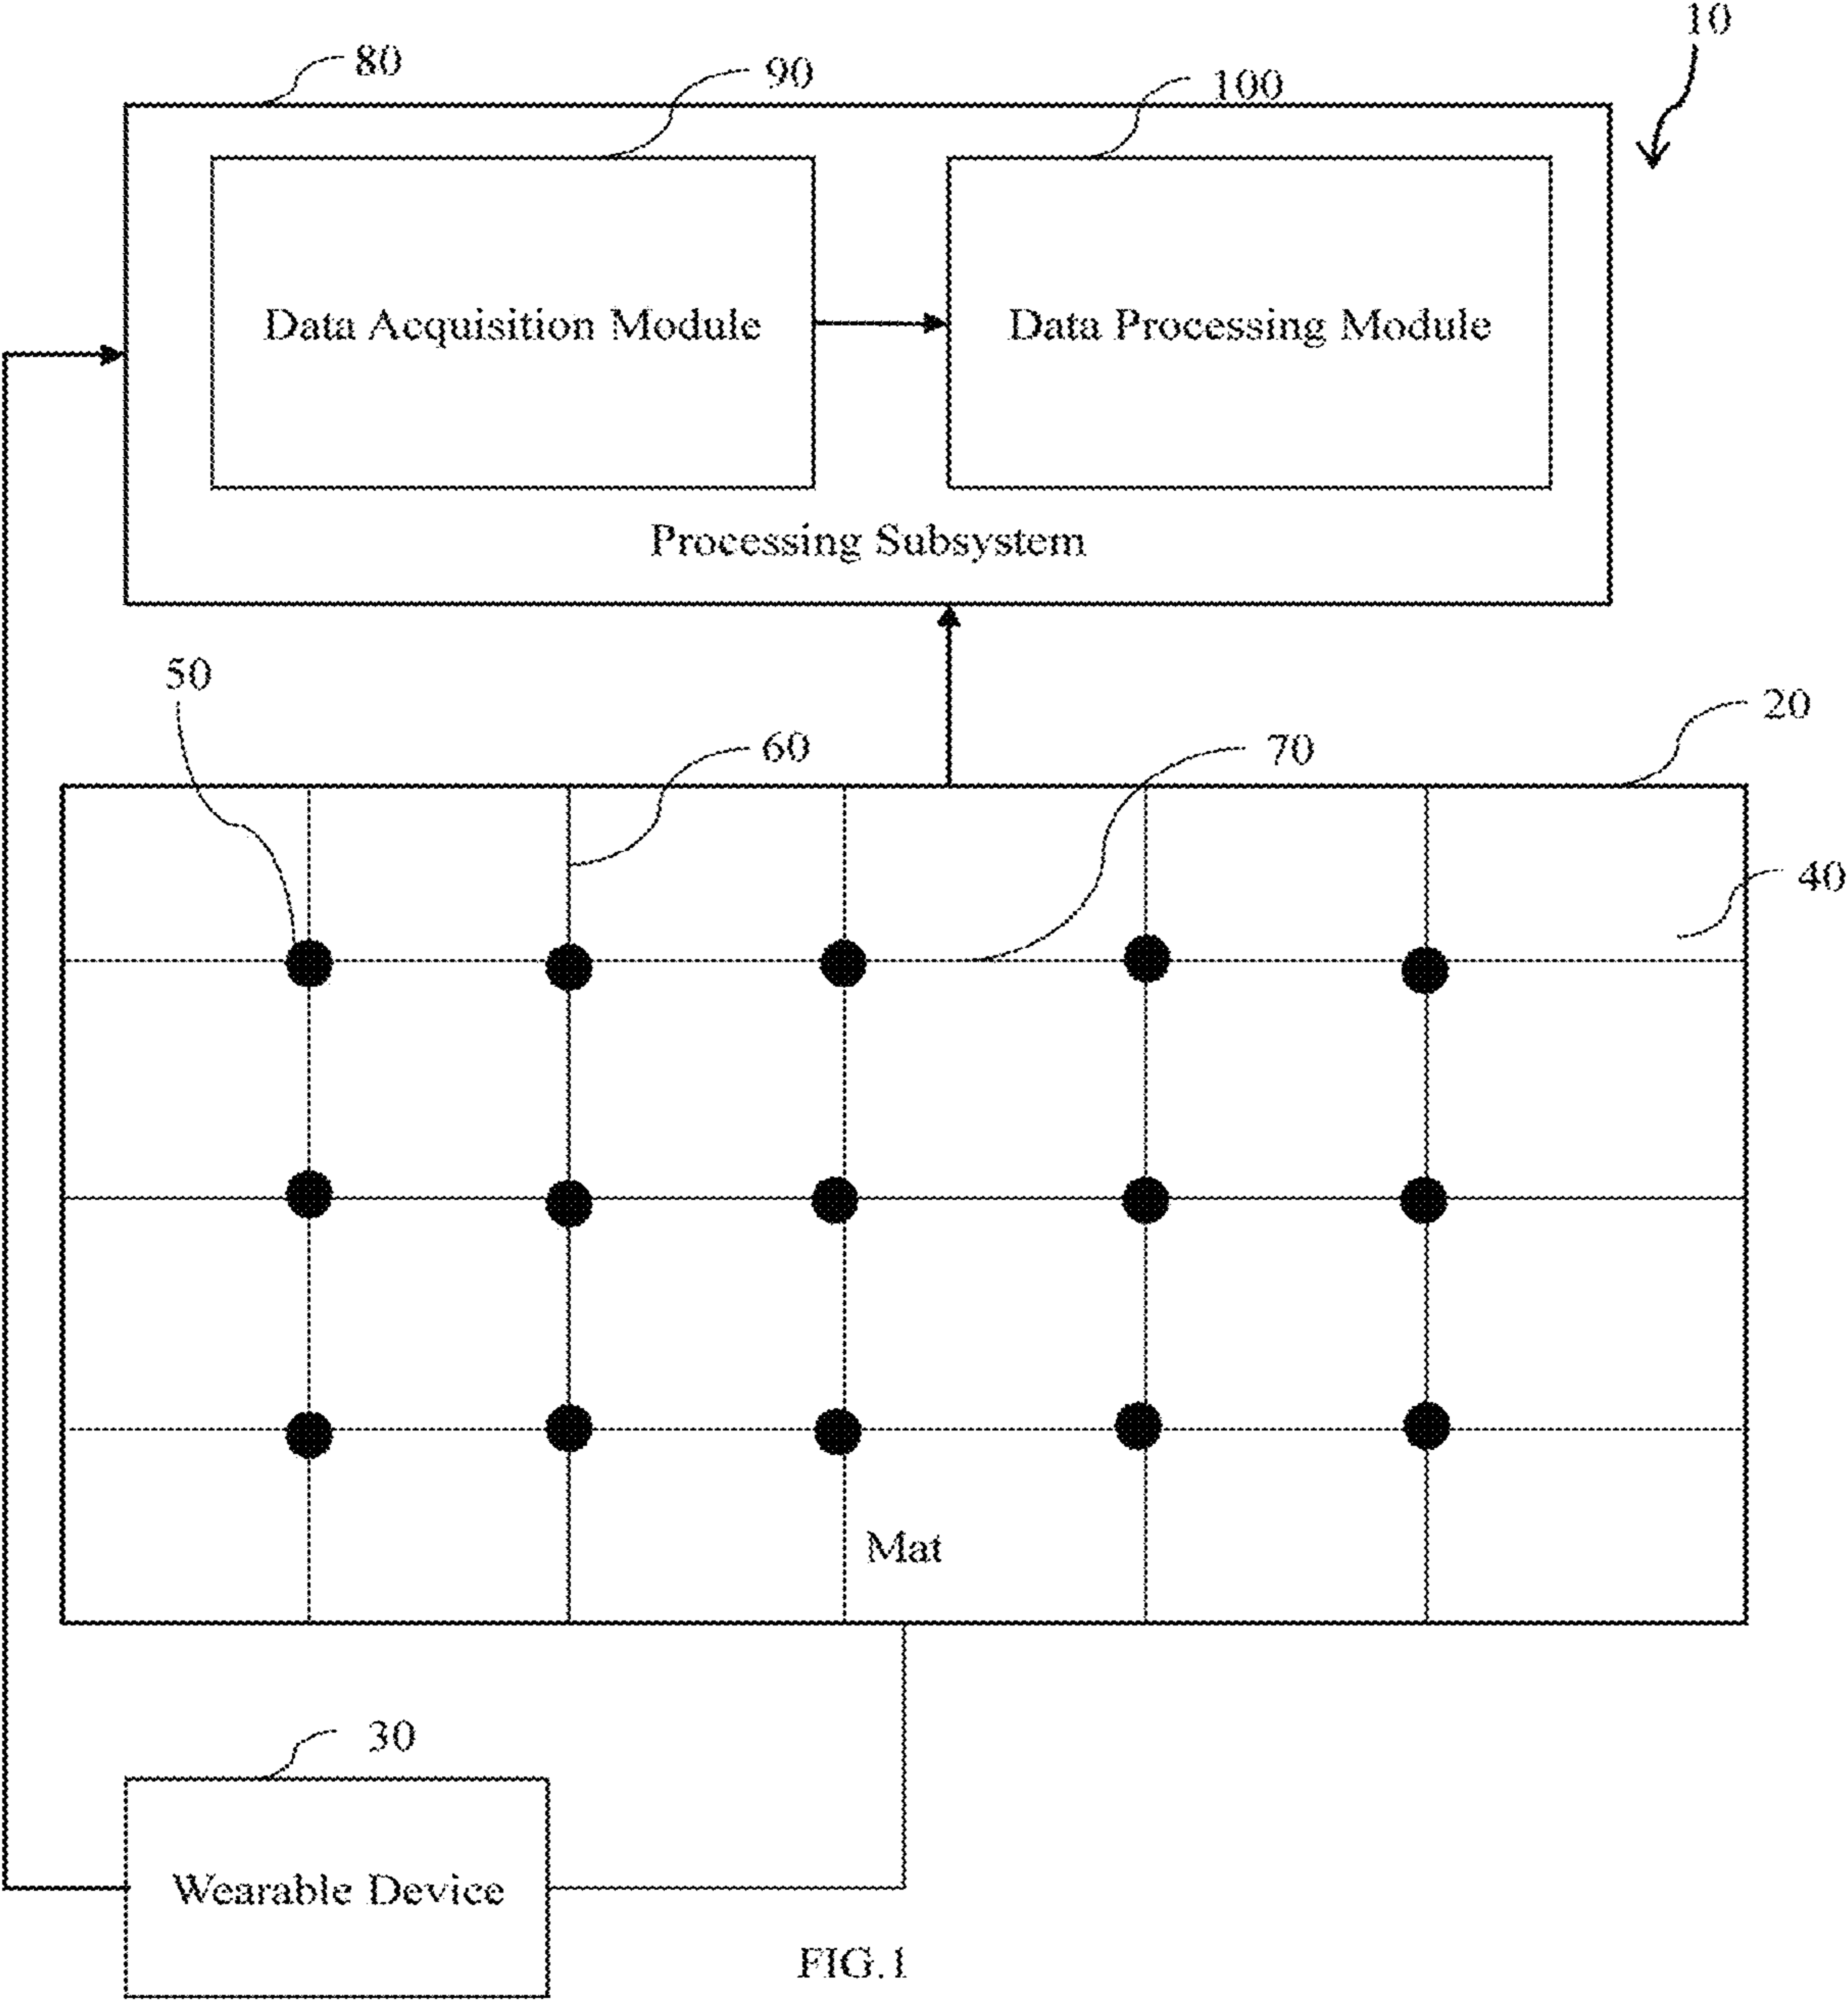 10
80
90
100
Data Acquisition Module
Data Processing Module
Processing Subsystem
50
20
60
70
40
Mat
30
Wearable Device
FIG.1